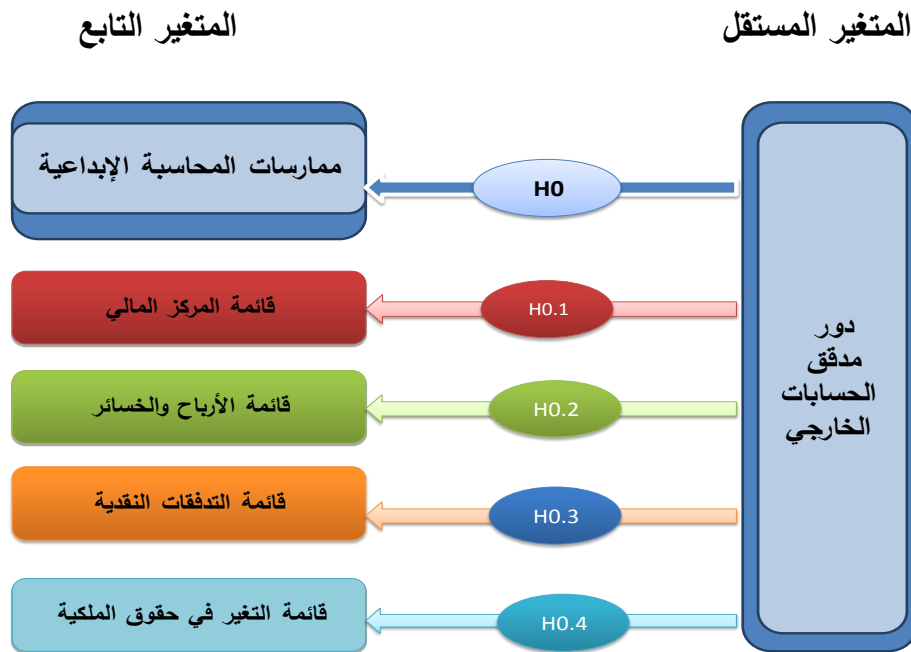 المتغير المستقل
المتغير التابع
ممارسات المحاسبة الإبداعية
H0
قائمة المركز المالي
H0.1
قائمة الأرباح والخسائر
H0.2
قائمة التدفقات النقدية
H0.3
قائمة التغير في حقوق الملكية
H0.4
دور
مدقق
الحسابات
الخارجي